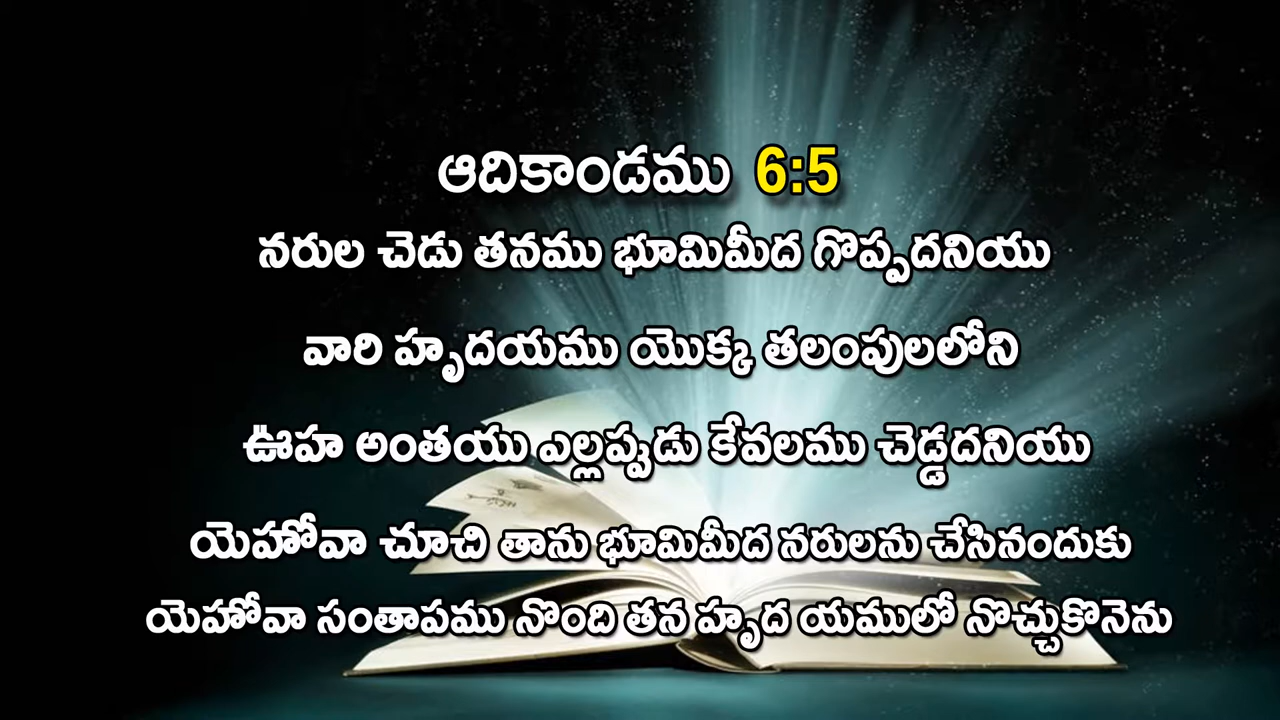 ఆదికాండము 6:5
నరుల చెడు తనము భూమిమీద గొప్పదనియు
వారి హృదయము యొక్క తలంపులలోని
ఊహ అంతయు ఎల్లప్పుడు కేవలము చెడ్డదనియు
యెహోవా చూచి తాను భూమిమీద నరులను చేసినందుకు
యెహోవా సంతాపము నొంది తన హృద యములో నొచ్చుకొనెను